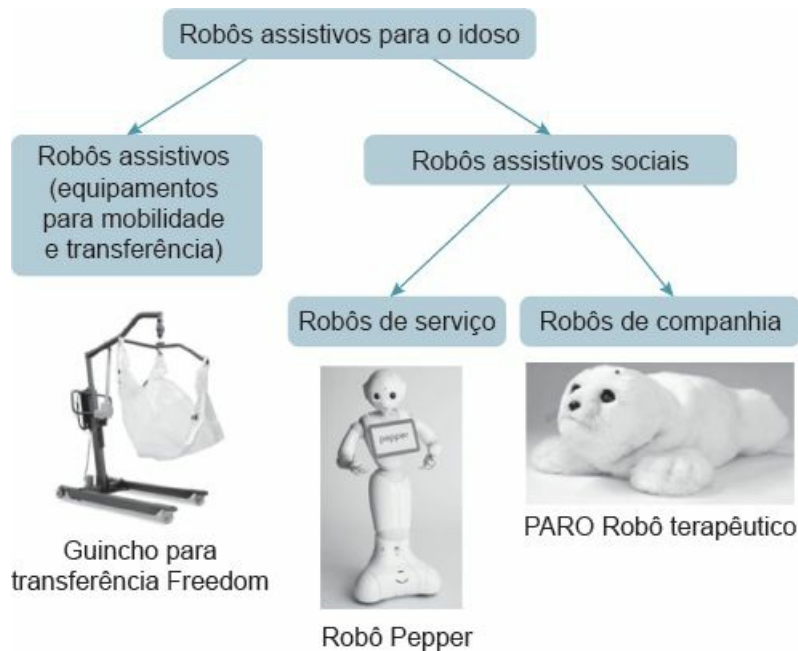 Robôs assistivos para o idoso
Robôs assistivos
(equipamentos
para mobilidade
e transferência)
Robôs assistivos sociais
Robôs de serviço
Robôs de companhia
pepper
Guincho para
transferência Freedom
Robô Pepper
PARO Robô terapêutico